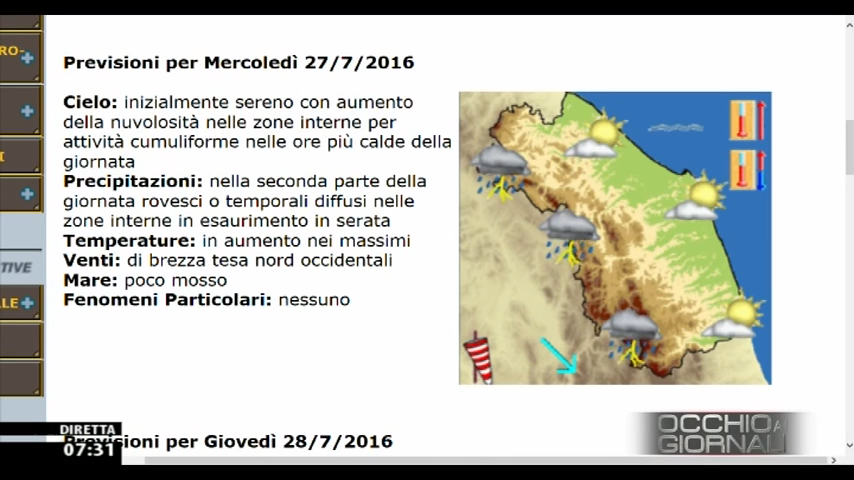 RO-
Previsioni per Mercoledì 27/7/2016
Cielo: inizialmente sereno con aumento
della nuvolosità nelle zone interne per
attività cumuliforme nelle ore più calde della
giornata
Precipitazioni: nella seconda parte della
giornata rovesci o temporali diffusi nelle
zone interne in esaurimento in serata
Temperature: in aumento nei massimi
Venti: di brezza tesa nord occidentali
Mare: poco mosso
Fenomeni Particolari: nessuno
I
TIVE
LE
DIRETTA
07:31
Previsioni per Giovedì 28/7/2016
OCCHIO AI
GIORNALI